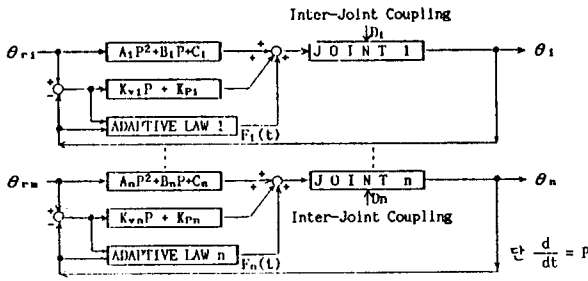 Inter-Joint Coupling
D₁
θr₁ A₁P²+B₁P+C₁ + + JOINT 1 θ₁
+ - Kv₁P + KP₁ +
ADAPTIVE LAW 1 F₁(t)
θrn AnP²+BnP+Cn + + JOINT n θn
+ - KvnP + KPn + Dn
Inter-Joint Coupling
ADAPTIVE LAW n Fn(t)
단 d/dt = P